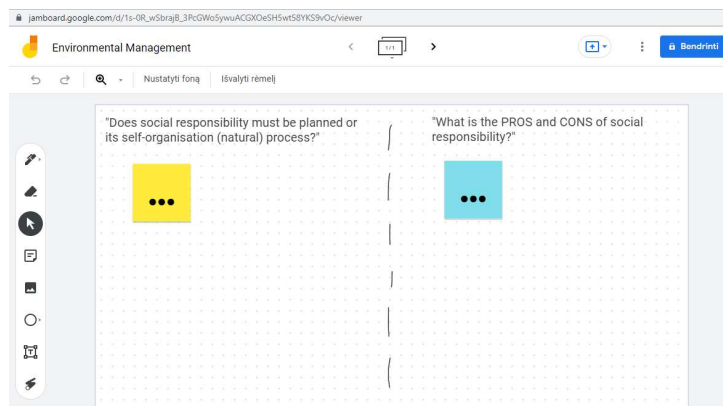 jamboard.google.com/d/1s-0R_wSbrajB_3PcGWo5ywuACGXOeSH5wtS8YKS9vOc/viewer
Environmental Management
1/1
Bendrinti
Nustatyti foną
Išvalyti rėmelį
"Does social responsibility must be planned or
its self-organisation (natural) process?"
"What is the PROS and CONS of social
responsibility?"
...
...